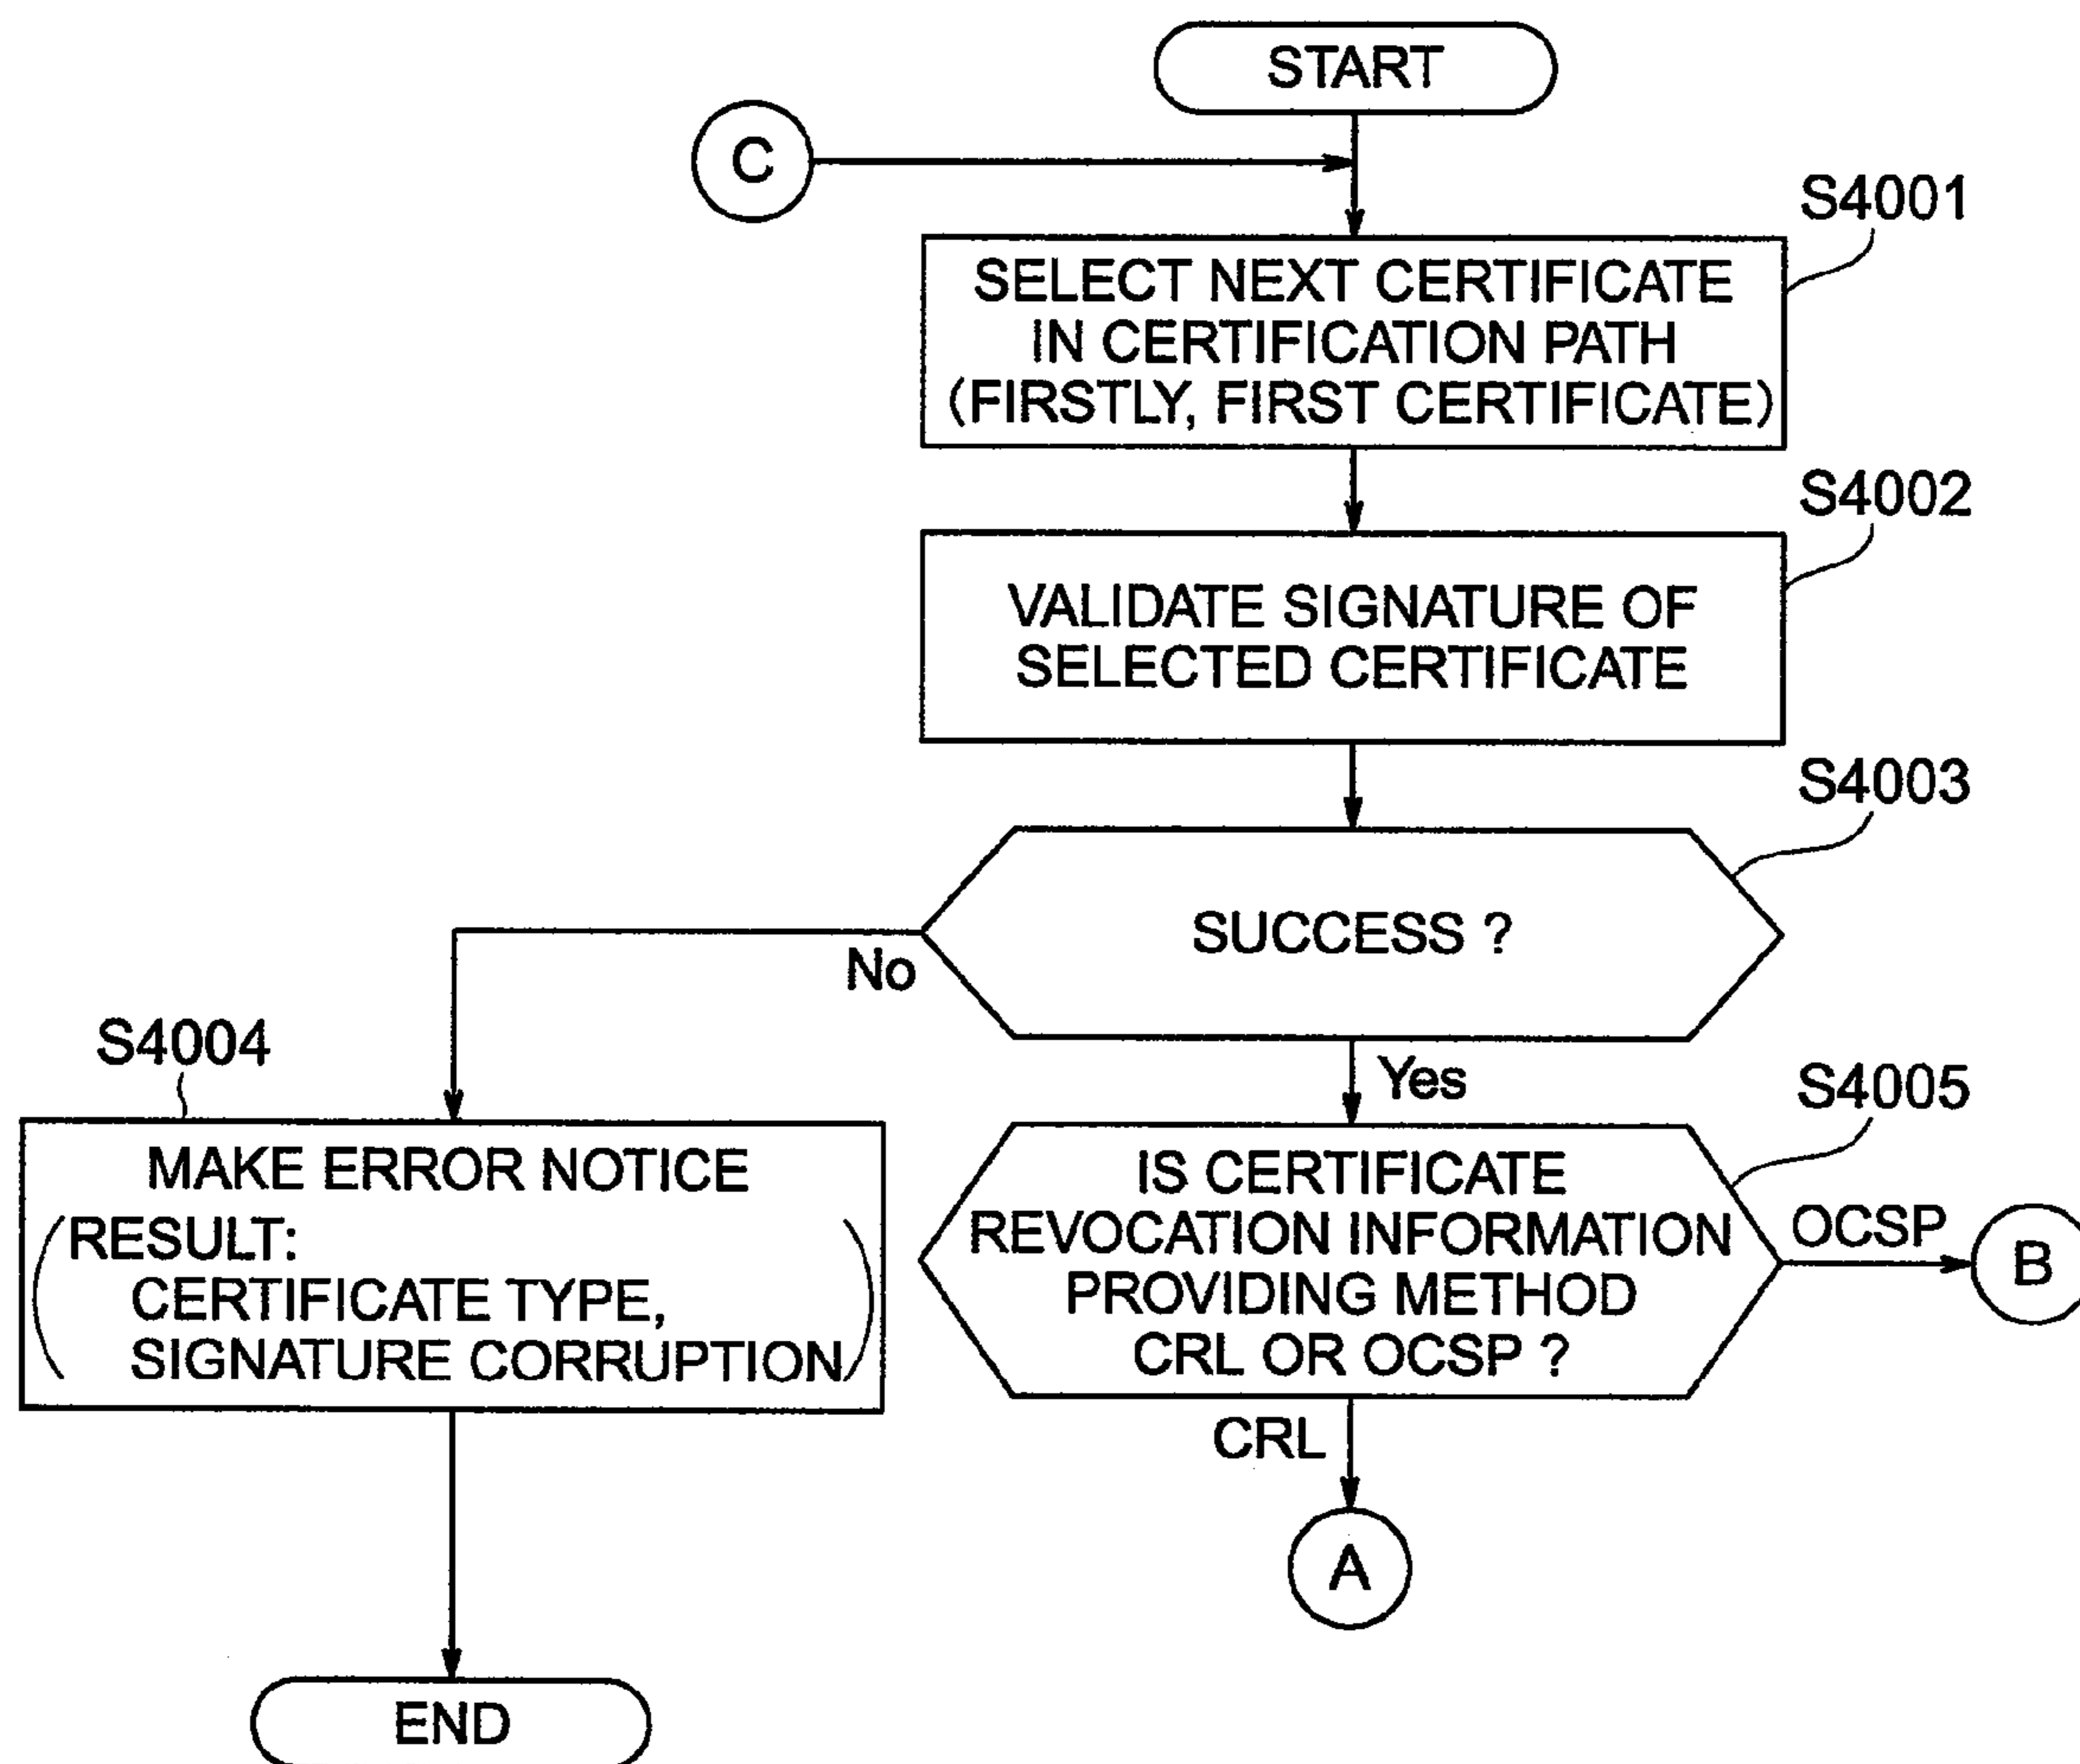 START
C
S4001
SELECT NEXT CERTIFICATE
IN CERTIFICATION PATH
(FIRSTLY, FIRST CERTIFICATE)
S4002
VALIDATE SIGNATURE OF
SELECTED CERTIFICATE
S4003
SUCCESS ?
No
Yes
S4004
MAKE ERROR NOTICE
(RESULT:
CERTIFICATE TYPE,
SIGNATURE CORRUPTION)
S4005
IS CERTIFICATE
REVOCATION INFORMATION
PROVIDING METHOD
CRL OR OCSP ?
OCSP
B
CRL
A
END